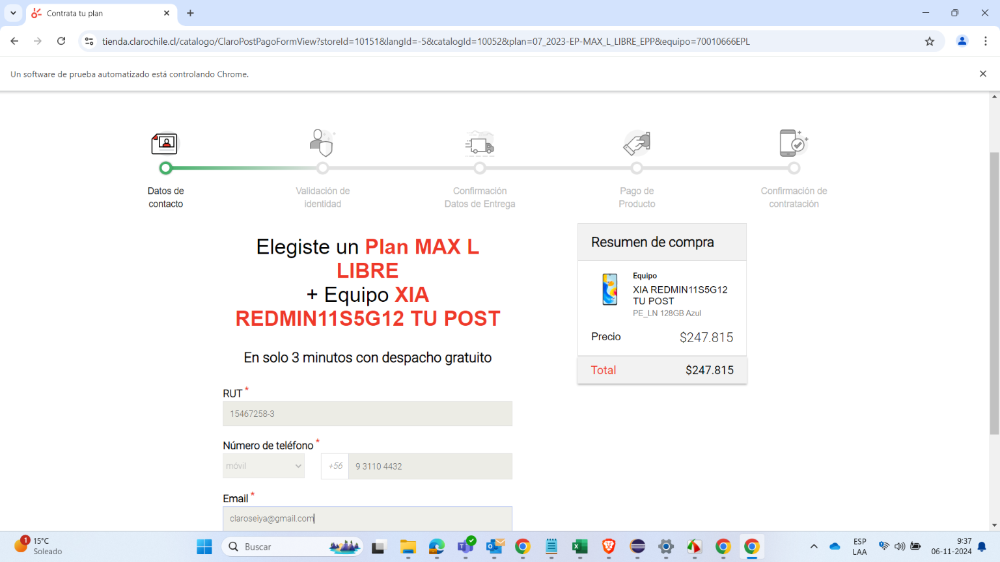 Contrata tu plan
tienda.clarochile.cl/catalogo/ClaroPostPagoFormView?storeId=10151&langId=-5&catalogId=10052&plan=07_2023-EP-MAX_L_LIBRE_EPP&equipo=70010666EPL
Un software de prueba automatizado está controlando Chrome.
Datos de
contacto
Validación de
identidad
Confirmación
Datos de Entrega
Pago de
Producto
Confirmación de
contratación
Elegiste un Plan MAX L
LIBRE
+ Equipo XIA
REDMIN11S5G12 TU POST
En solo 3 minutos con despacho gratuito
RUT *
15467258-3
Número de teléfono *
móvil
+56
9 3110 4432
Email *
claroseiya@gmail.com
Resumen de compra
Equipo
XIA REDMIN11S5G12
TU POST
PE_LN 128GB Azul
Precio $247.815
Total $247.815
1
15°C
Soleado
Buscar
ESP
LAA
9:37
06-11-2024